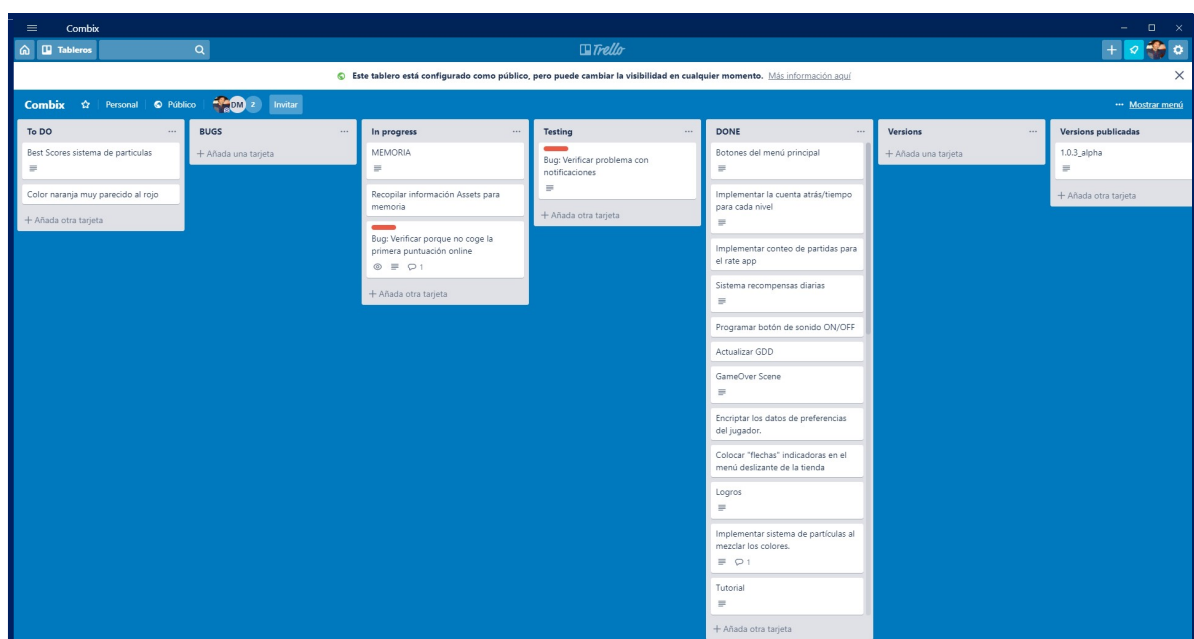 Combix
Tableros
Trello
Este tablero está configurado como público, pero puede cambiar la visibilidad en cualquier momento. Más información aquí
Combix
Personal
Público
DM
2
Invitar
Mostrar menú
To DO
Best Scores sistema de particulas
Color naranja muy parecido al rojo
+ Añada otra tarjeta
BUGS
+ Añada una tarjeta
In progress
MEMORIA
Recopilar información Assets para
memoria
Bug: Verificar porque no coge la
primera puntuación online
1
+ Añada otra tarjeta
Testing
Bug: Verificar problema con
notificaciones
+ Añada otra tarjeta
DONE
Botones del menú principal
Implementar la cuenta atrás/tiempo
para cada nivel
Implementar conteo de partidas para
el rate app
Sistema recompensas diarias
Programar botón de sonido ON/OFF
Actualizar GDD
GameOver Scene
Encriptar los datos de preferencias
del jugador.
Colocar "flechas" indicadoras en el
menú deslizante de la tienda
Logros
Implementar sistema de partículas al
mezclar los colores.
1
Tutorial
+ Añada otra tarjeta
Versions
+ Añada una tarjeta
Versions publicadas
1.0.3_alpha
+ Añada otra tarjeta